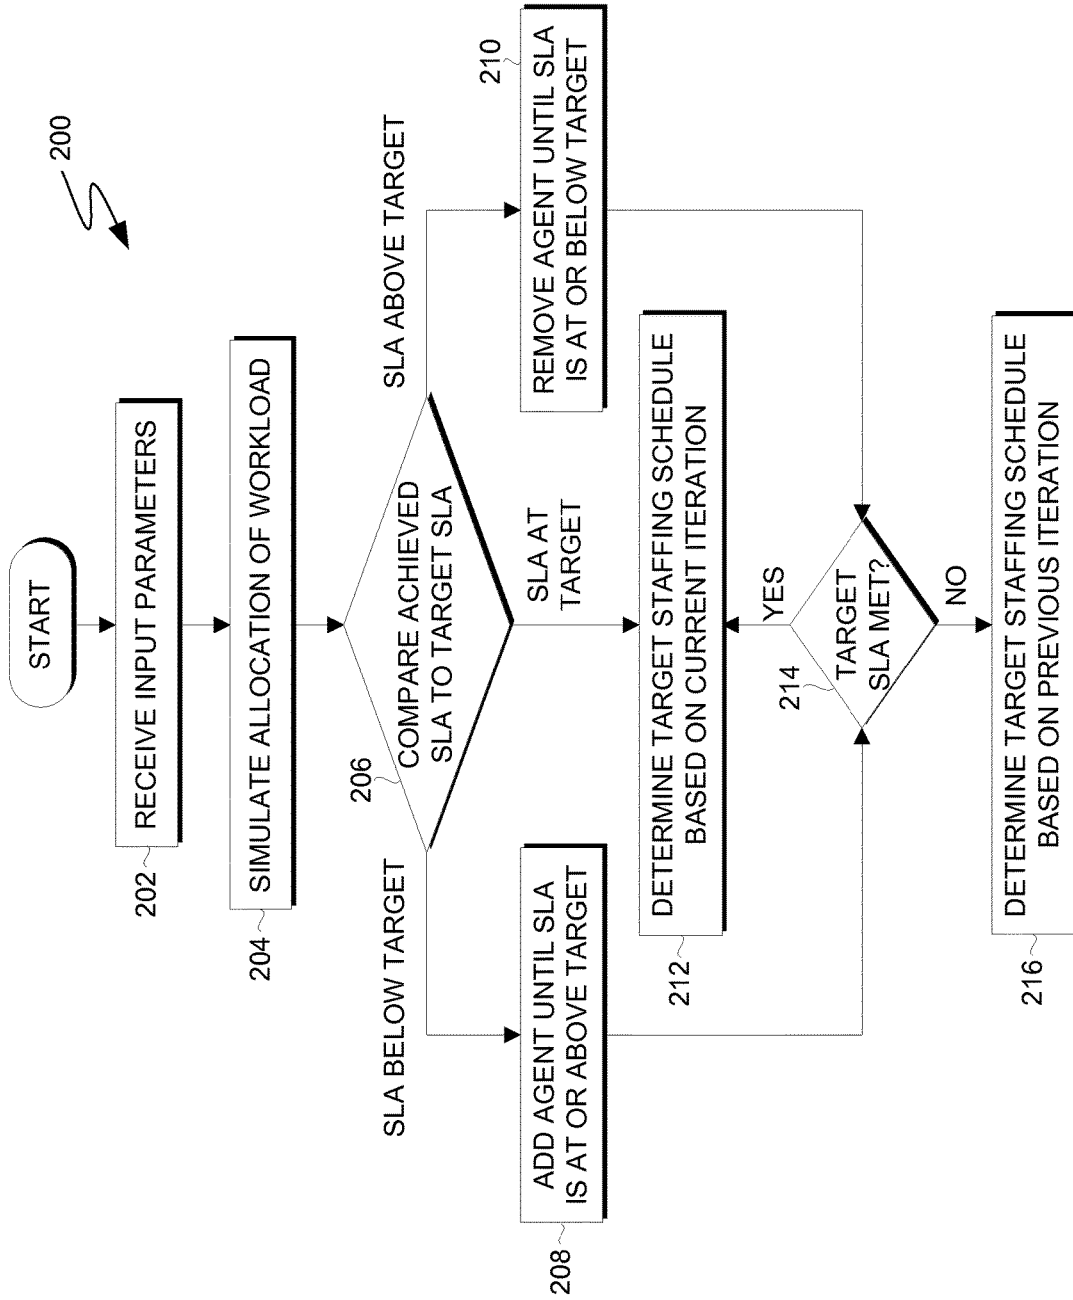 200
START
RECEIVE INPUT PARAMETERS
202
SIMULATE ALLOCATION OF WORKLOAD
204
COMPARE ACHIEVED
SLA TO TARGET SLA
206
SLA BELOW TARGET
SLA AT
TARGET
SLA ABOVE TARGET
ADD AGENT UNTIL SLA
IS AT OR ABOVE TARGET
208
REMOVE AGENT UNTIL SLA
IS AT OR BELOW TARGET
210
DETERMINE TARGET STAFFING SCHEDULE
BASED ON CURRENT ITERATION
212
YES
TARGET
SLA MET?
214
NO
DETERMINE TARGET STAFFING SCHEDULE
BASED ON PREVIOUS ITERATION
216